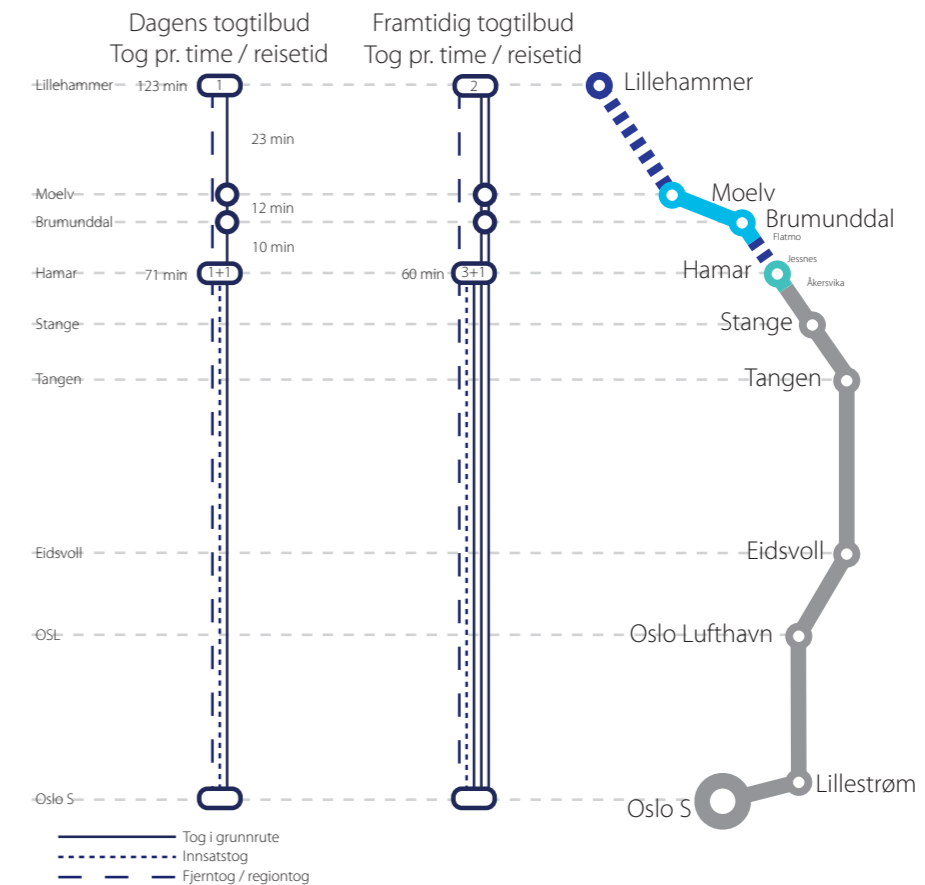 Dagens togtilbud
Tog pr. time / reisetid
Framtidig togtilbud
Tog pr. time / reisetid
Lillehammer
123 min
1
2
Lillehammer
23 min
Moelv
Moelv
12 min
Brumunddal
Brumunddal
Flatmo
10 min
Jessnes
Hamar
71 min
1+1
60 min
3+1
Hamar
Åkersvika
Stange
Stange
Tangen
Tangen
Eidsvoll
Eidsvoll
OSL
Oslo Lufthavn
Lillestrøm
Oslo S
Oslo S
Tog i grunnrute
Innsatstog
Fjerntog / regiontog